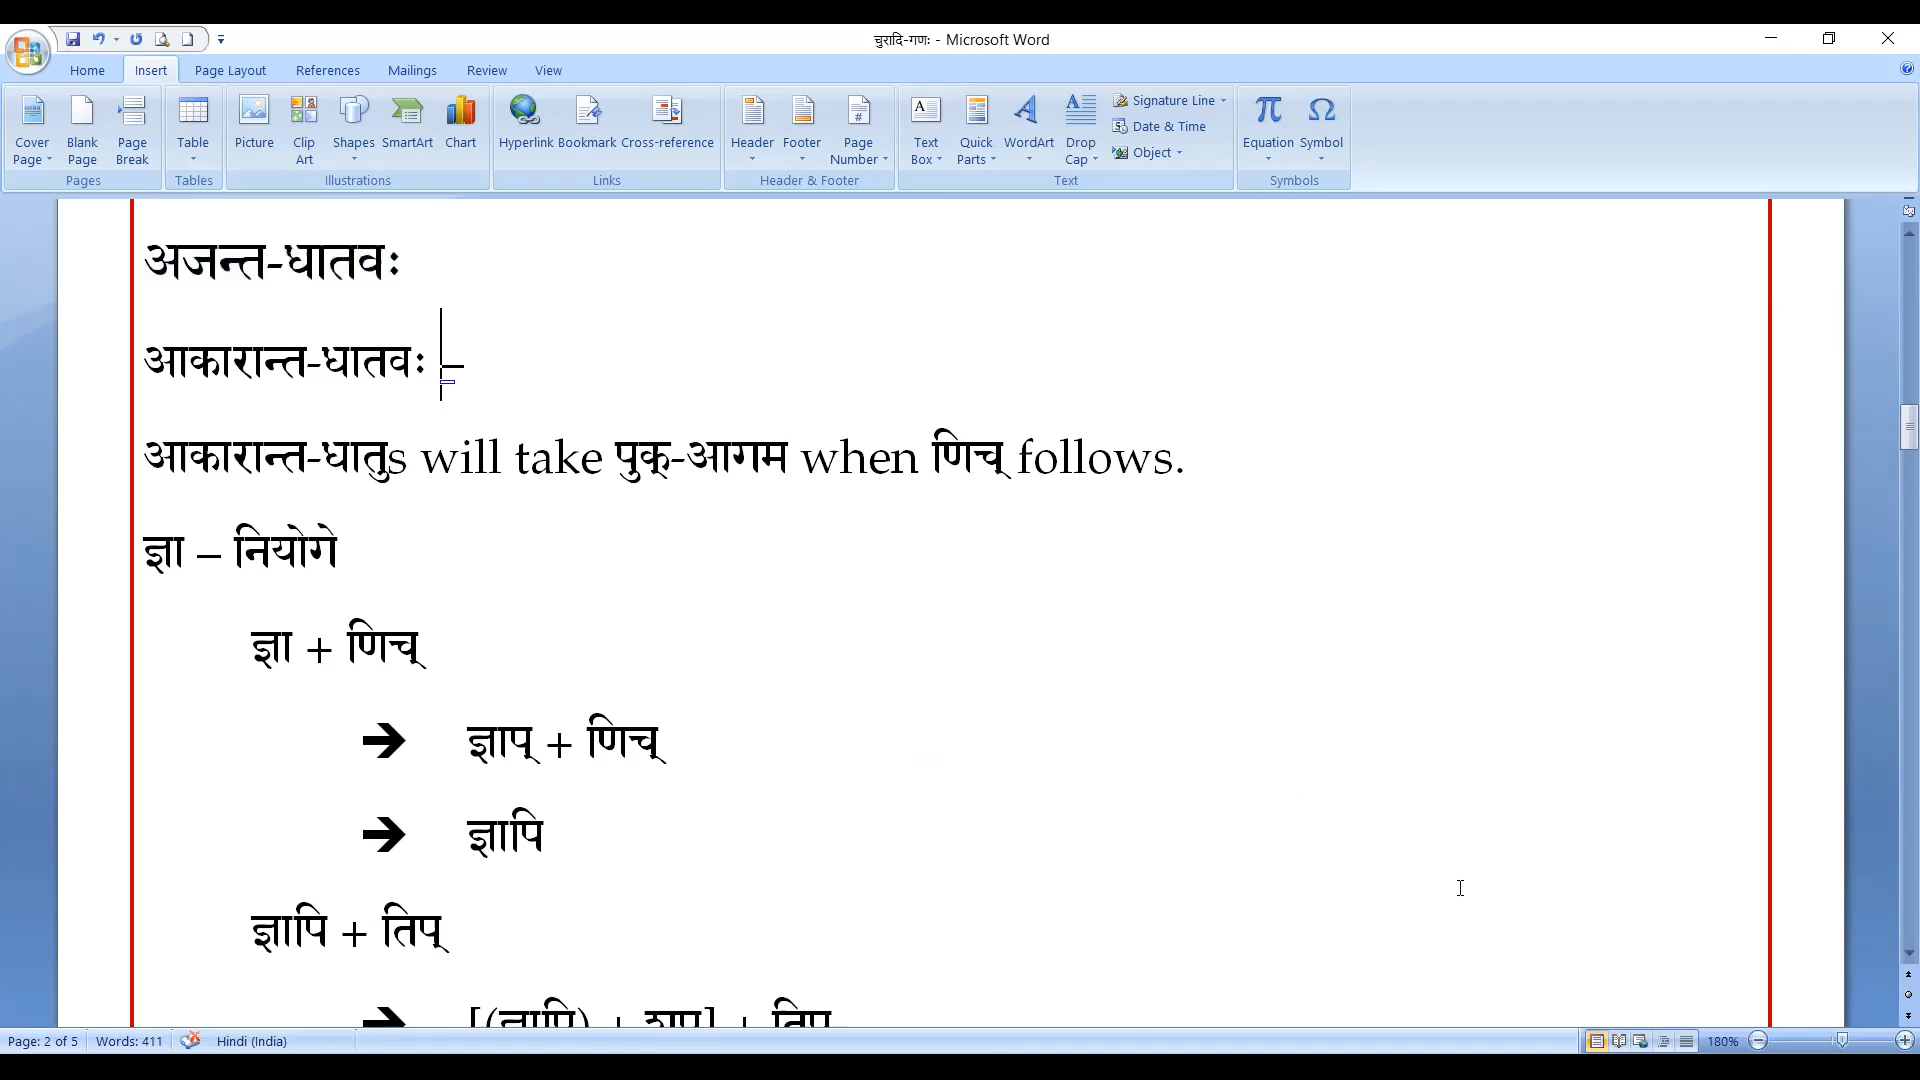 चुरादि-गणः - Microsoft Word
Home Insert Page Layout References Mailings Review View
Cover Page Blank Page Page Break Table Picture Clip Art Shapes SmartArt Chart Hyperlink Bookmark Cross-reference Header Footer Page Number Text Box Quick Parts WordArt Drop Cap Signature Line Date & Time Object Equation Symbol
Pages Tables Illustrations Links Header & Footer Text Symbols
अजन्त-धातवः
आकारान्त-धातवः –
आकारान्त-धातुs will take पुक्-आगम when णिच् follows.
ज्ञा – नियोगे
ज्ञा + णिच्
➔ ज्ञाप् + णिच्
➔ ज्ञापि
ज्ञापि + तिप्
➔ [(ज्ञापि) + शप्] + तिप्
Page: 2 of 5 Words: 411 Hindi (India) 180%